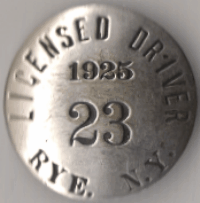 LICENSED DRIVER
1925
23
RYE. N.Y.